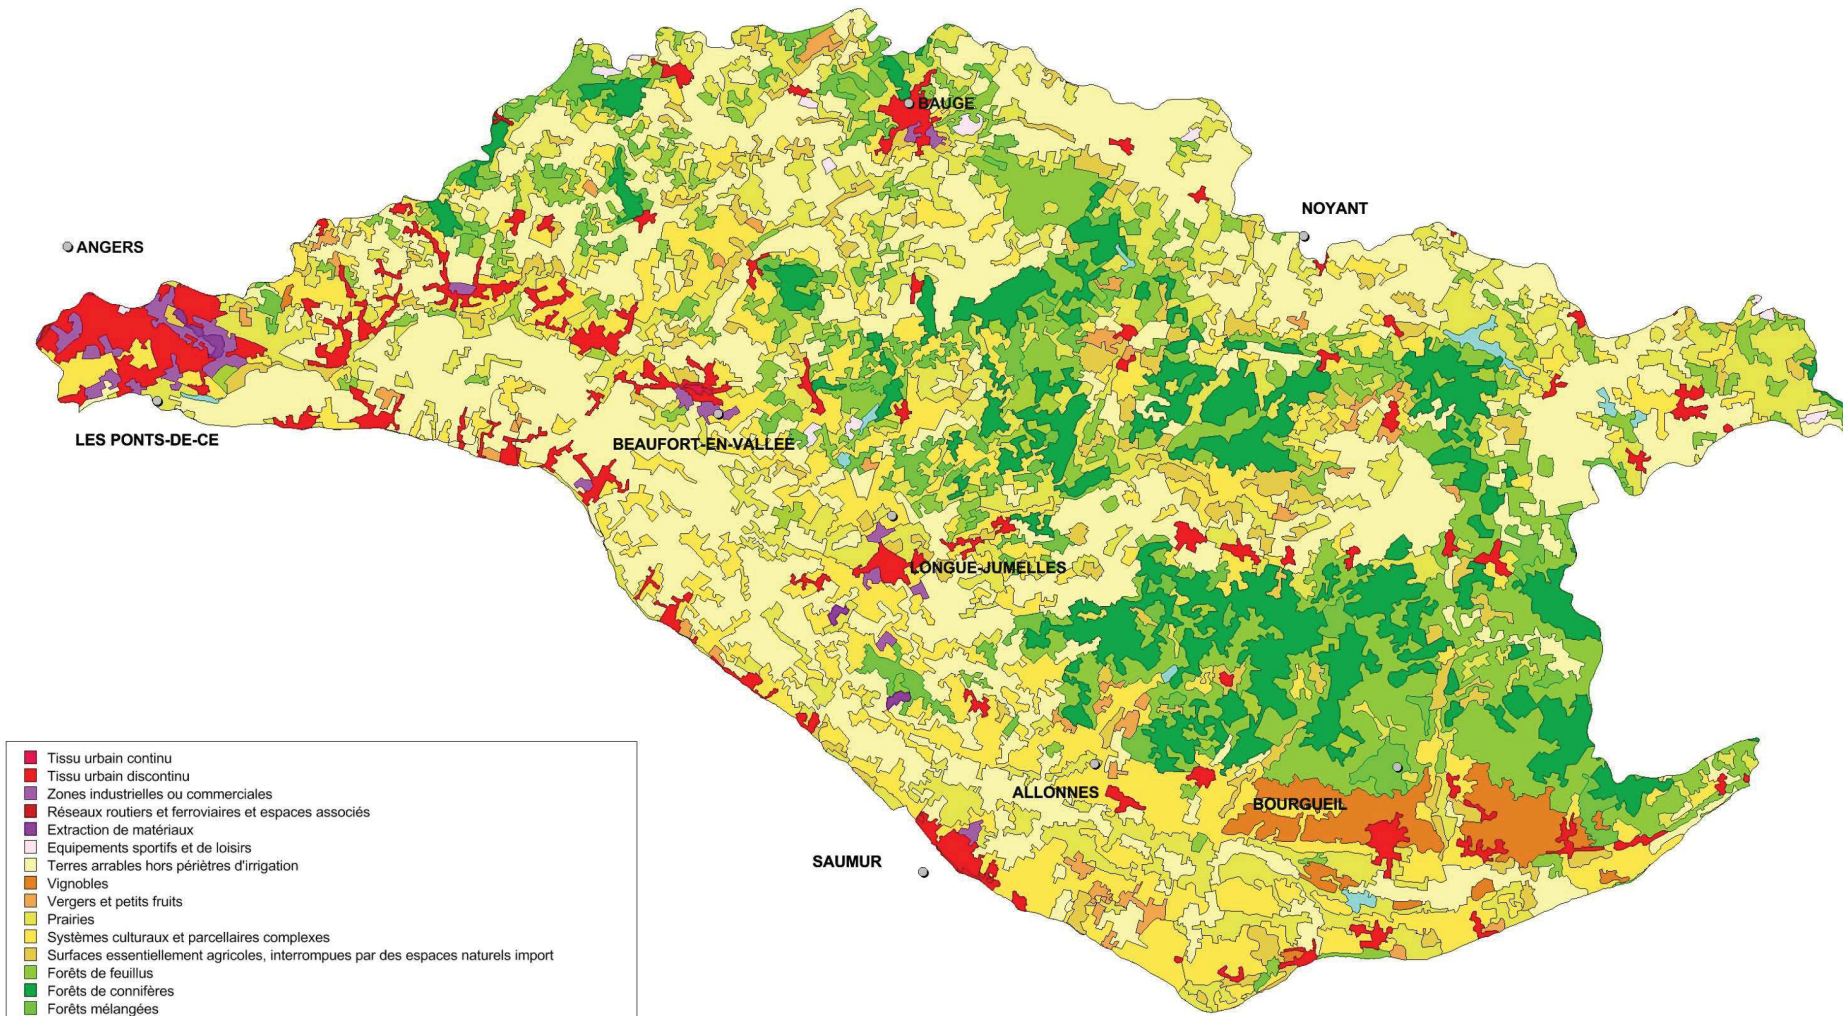 BAUGE
NOYANT
ANGERS
LES PONTS-DE-CE
BEAUFORT-EN-VALLEE
LONGUE-JUMELLES
ALLONNES
BOURGUEIL
SAUMUR
Tissu urbain continu
Tissu urbain discontinu
Zones industrielles ou commerciales
Réseaux routiers et ferroviaires et espaces associés
Extraction de matériaux
Equipements sportifs et de loisirs
Terres arrables hors périètres d'irrigation
Vignobles
Vergers et petits fruits
Prairies
Systèmes culturaux et parcellaires complexes
Surfaces essentiellement agricoles, interrompues par des espaces naturels import
Forêts de feuillus
Forêts de connifères
Forêts mélangées